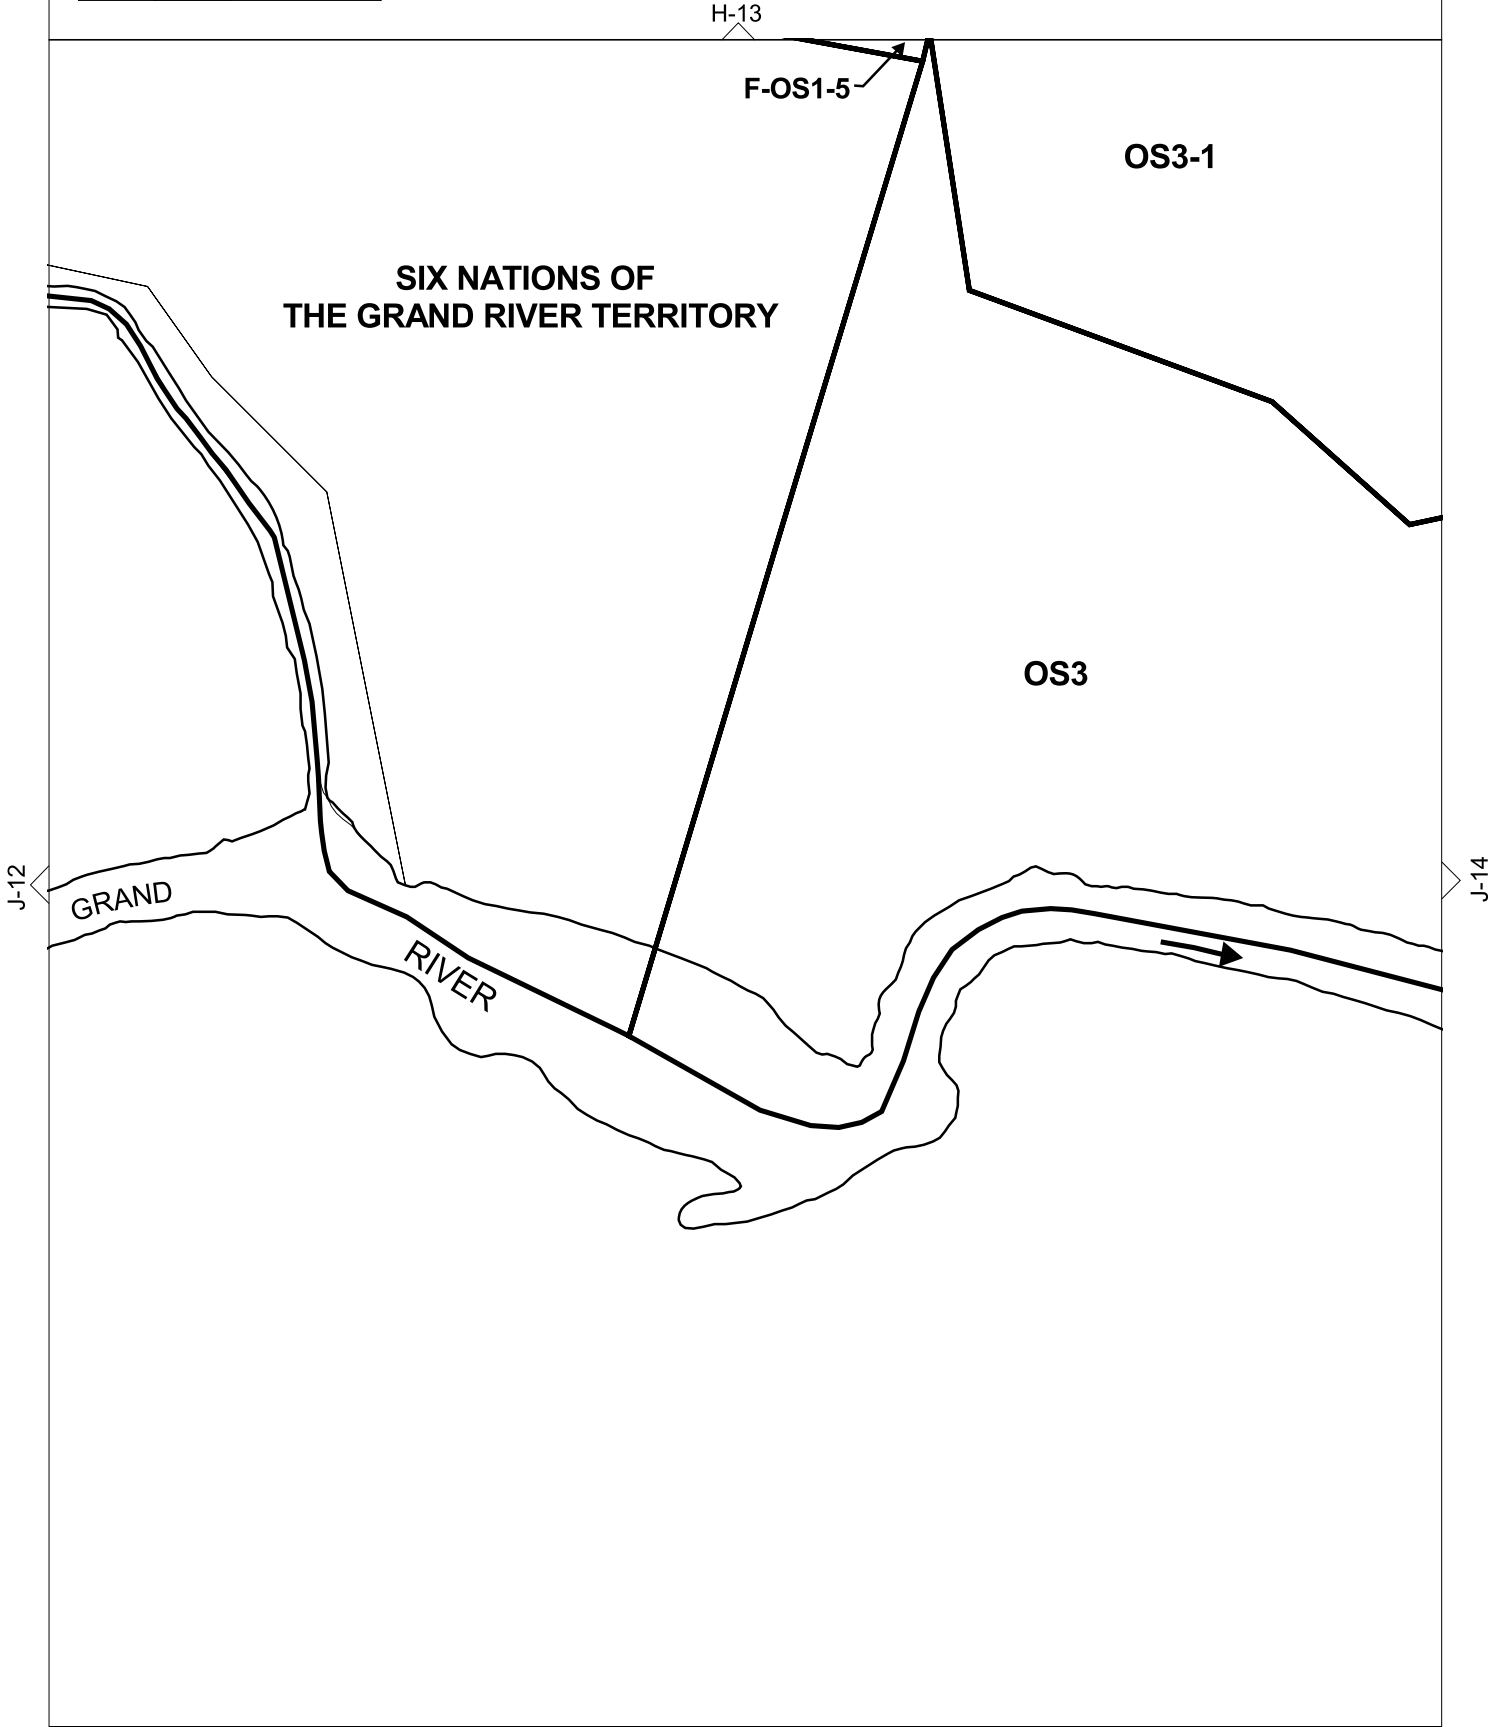 H-13
F-OS1-5
OS3-1
SIX NATIONS OF
THE GRAND RIVER TERRITORY
OS3
J-12
J-14
GRAND
RIVER